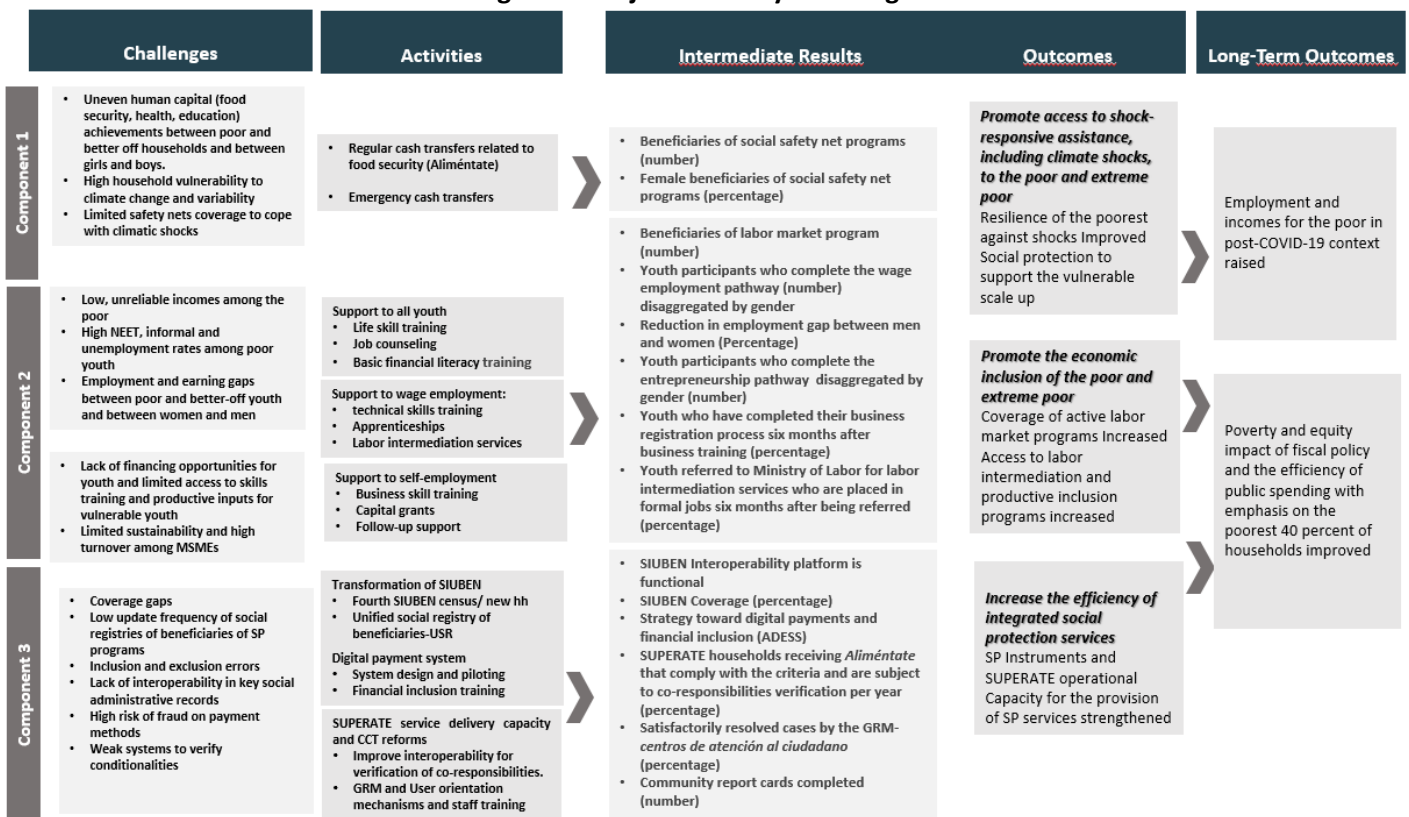 Challenges
Activities
Intermediate Results
Outcomes
Long-Term Outcomes
Component 1
• Uneven human capital (food
security, health, education)
achievements between poor and
better off households and between
girls and boys.
• High household vulnerability to
climate change and variability
• Limited safety nets coverage to cope
with climatic shocks
• Regular cash transfers related to
food security (Aliméntate)
• Emergency cash transfers
• Beneficiaries of social safety net programs
(number)
• Female beneficiaries of social safety net
programs (percentage)
Promote access to shock-
responsive assistance,
including climate shocks,
to the poor and extreme
poor
Resilience of the poorest
against shocks Improved
Social protection to
support the vulnerable
scale up
Employment and
incomes for the poor in
post-COVID-19 context
raised
Component 2
• Low, unreliable incomes among the
poor
• High NEET, informal and
unemployment rates among poor
youth
• Employment and earning gaps
between poor and better-off youth
and between women and men
• Lack of financing opportunities for
youth and limited access to skills
training and productive inputs for
vulnerable youth
• Limited sustainability and high
turnover among MSMEs
Support to all youth
• Life skill training
• Job counseling
• Basic financial literacy training
Support to wage employment:
• technical skills training
• Apprenticeships
• Labor intermediation services
Support to self-employment
• Business skill training
• Capital grants
• Follow-up support
• Beneficiaries of labor market program
(number)
• Youth participants who complete the wage
employment pathway (number)
disaggregated by gender
• Reduction in employment gap between men
and women (Percentage)
• Youth participants who complete the
entrepreneurship pathway disaggregated by
gender (number)
• Youth who have completed their business
registration process six months after
business training (percentage)
• Youth referred to Ministry of Labor for labor
intermediation services who are placed in
formal jobs six months after being referred
(percentage)
Promote the economic
inclusion of the poor and
extreme poor
Coverage of active labor
market programs Increased
Access to labor
intermediation and
productive inclusion
programs increased
Poverty and equity
impact of fiscal policy
and the efficiency of
public spending with
emphasis on the
poorest 40 percent of
households improved
Component 3
• Coverage gaps
• Low update frequency of social
registries of beneficiaries of SP
programs
• Inclusion and exclusion errors
• Lack of interoperability in key social
administrative records
• High risk of fraud on payment
methods
• Weak systems to verify
conditionalities
Transformation of SIUBEN
• Fourth SIUBEN census/ new hh
• Unified social registry of
beneficiaries-USR
Digital payment system
• System design and piloting
• Financial inclusion training
SUPERATE service delivery capacity
and CCT reforms
• Improve interoperability for
verification of co-responsibilities.
• GRM and User orientation
mechanisms and staff training
• SIUBEN Interoperability platform is
functional
• SIUBEN Coverage (percentage)
• Strategy toward digital payments and
financial inclusion (ADESS)
• SUPERATE households receiving Aliméntate
that comply with the criteria and are subject
to co-responsibilities verification per year
(percentage)
• Satisfactorily resolved cases by the GRM-
centros de atención al ciudadano
(percentage)
• Community report cards completed
(number)
Increase the efficiency of
integrated social
protection services
SP Instruments and
SUPERATE operational
Capacity for the provision
of SP services strengthened